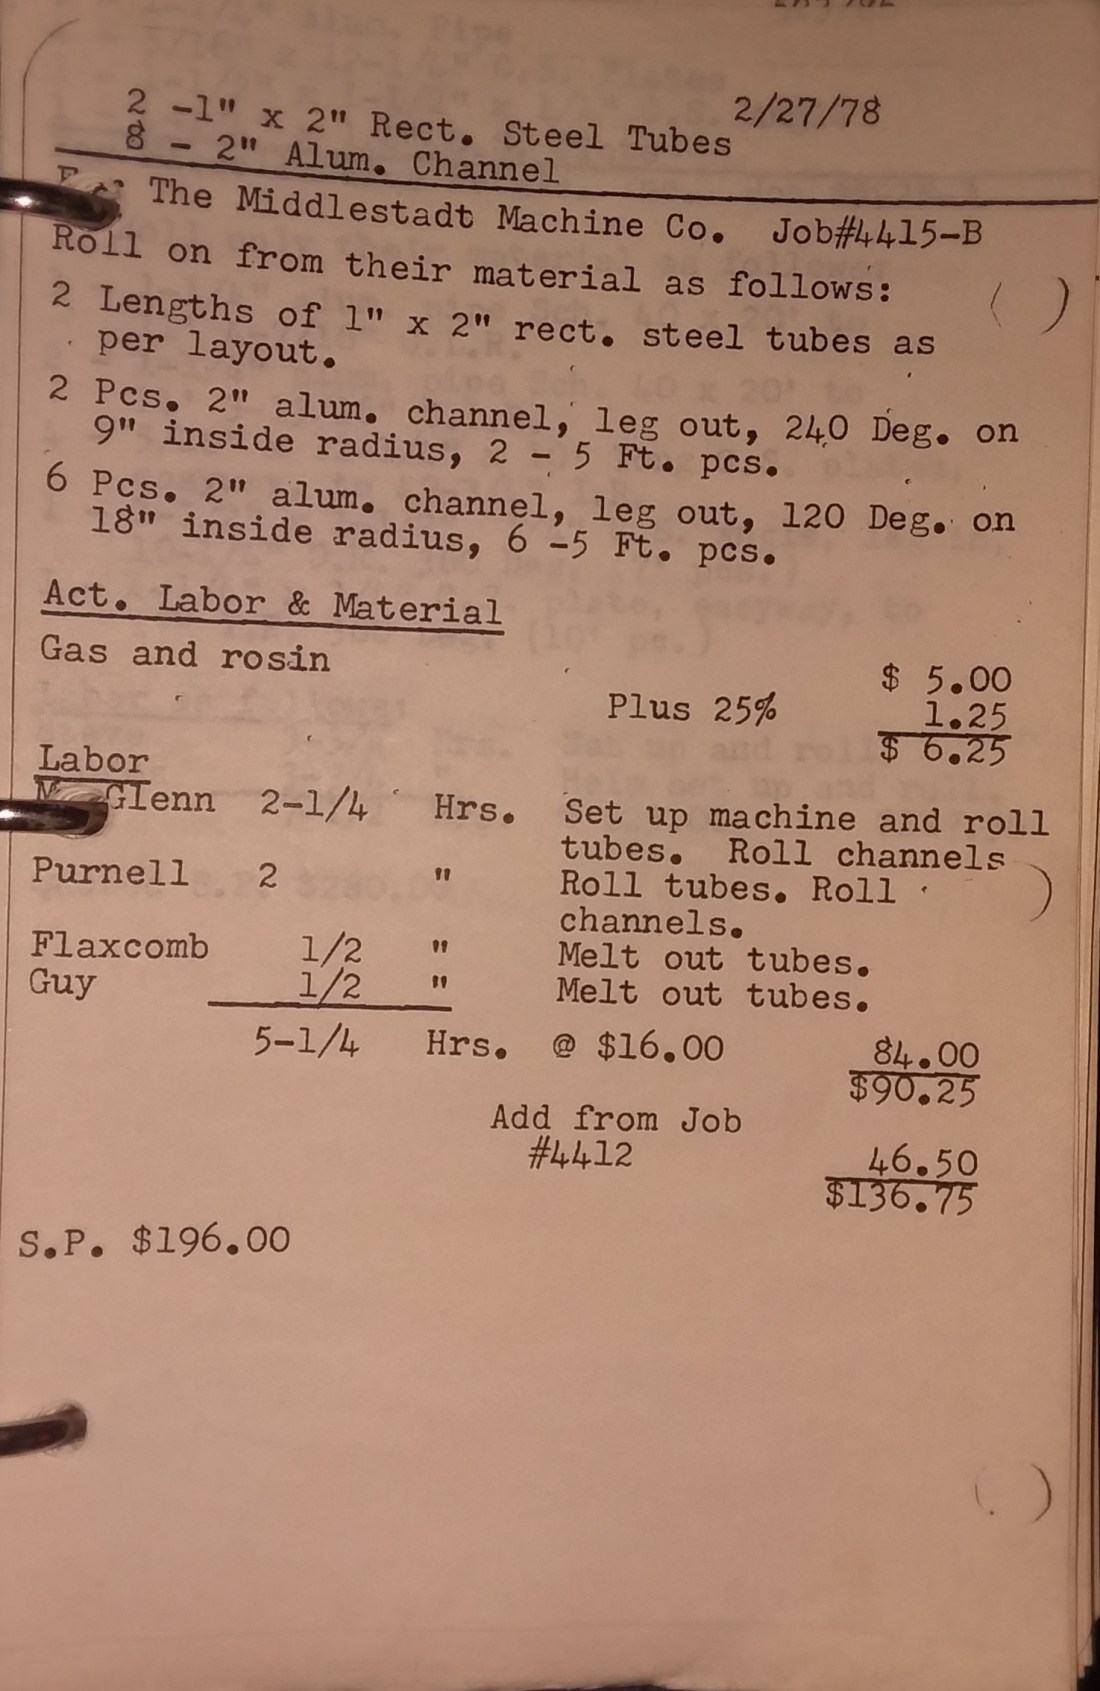 2/27/78
2 -1" x 2" Rect. Steel Tubes
8 - 2" Alum. Channel
The Middlestadt Machine Co. Job#4415-B
Roll on from their material as follows:
2 Lengths of 1" x 2" rect. steel tubes as
per layout.
2 Pcs. 2" alum. channel, leg out, 240 Deg. on
9" inside radius, 2 - 5 Ft. pcs.
6 Pcs. 2" alum. channel, leg out, 120 Deg. on
18" inside radius, 6 -5 Ft. pcs.
Act. Labor & Material
Gas and rosin $ 5.00
Plus 25% 1.25
$ 6.25
Labor
Glenn 2-1/4 Hrs. Set up machine and roll
tubes. Roll channels
Purnell 2 " Roll tubes. Roll
channels.
Flaxcomb 1/2 " Melt out tubes.
Guy 1/2 " Melt out tubes.
5-1/4 Hrs. @ $16.00 84.00
$90.25
Add from Job
#4412 46.50
$136.75
S.P. $196.00